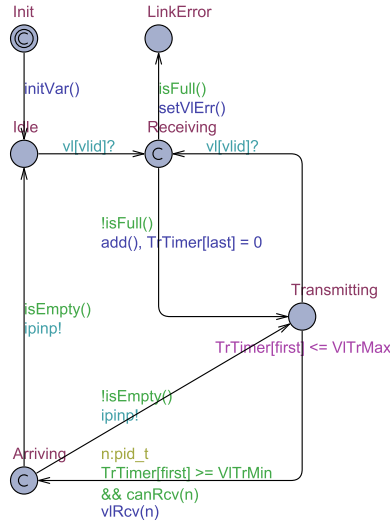 Init
LinkError
C
initVar()
isFull()
setVlErr()
Idle
Receiving
vl[vlid]?
vl[vlid]?
C
!isFull()
add(), TrTimer[last] = 0
Transmitting
isEmpty()
ipinp!
TrTimer[first] <= VlTrMax
!isEmpty()
ipinp!
Arriving
n:pid_t
C
TrTimer[first] >= VlTrMin
&& canRcv(n)
vlRcv(n)